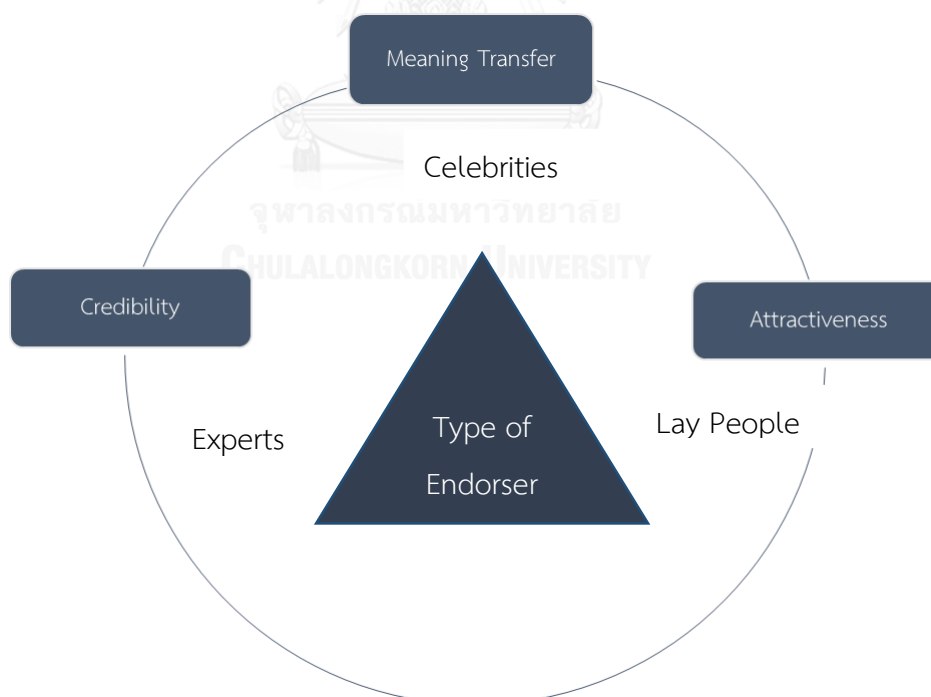 Meaning Transfer
Celebrities
จุฬาลงกรณ์มหาวิทยาลัย
CHULALONGKORN UNIVERSITY
Credibility
Attractiveness
Experts
Lay People
Type of
Endorser